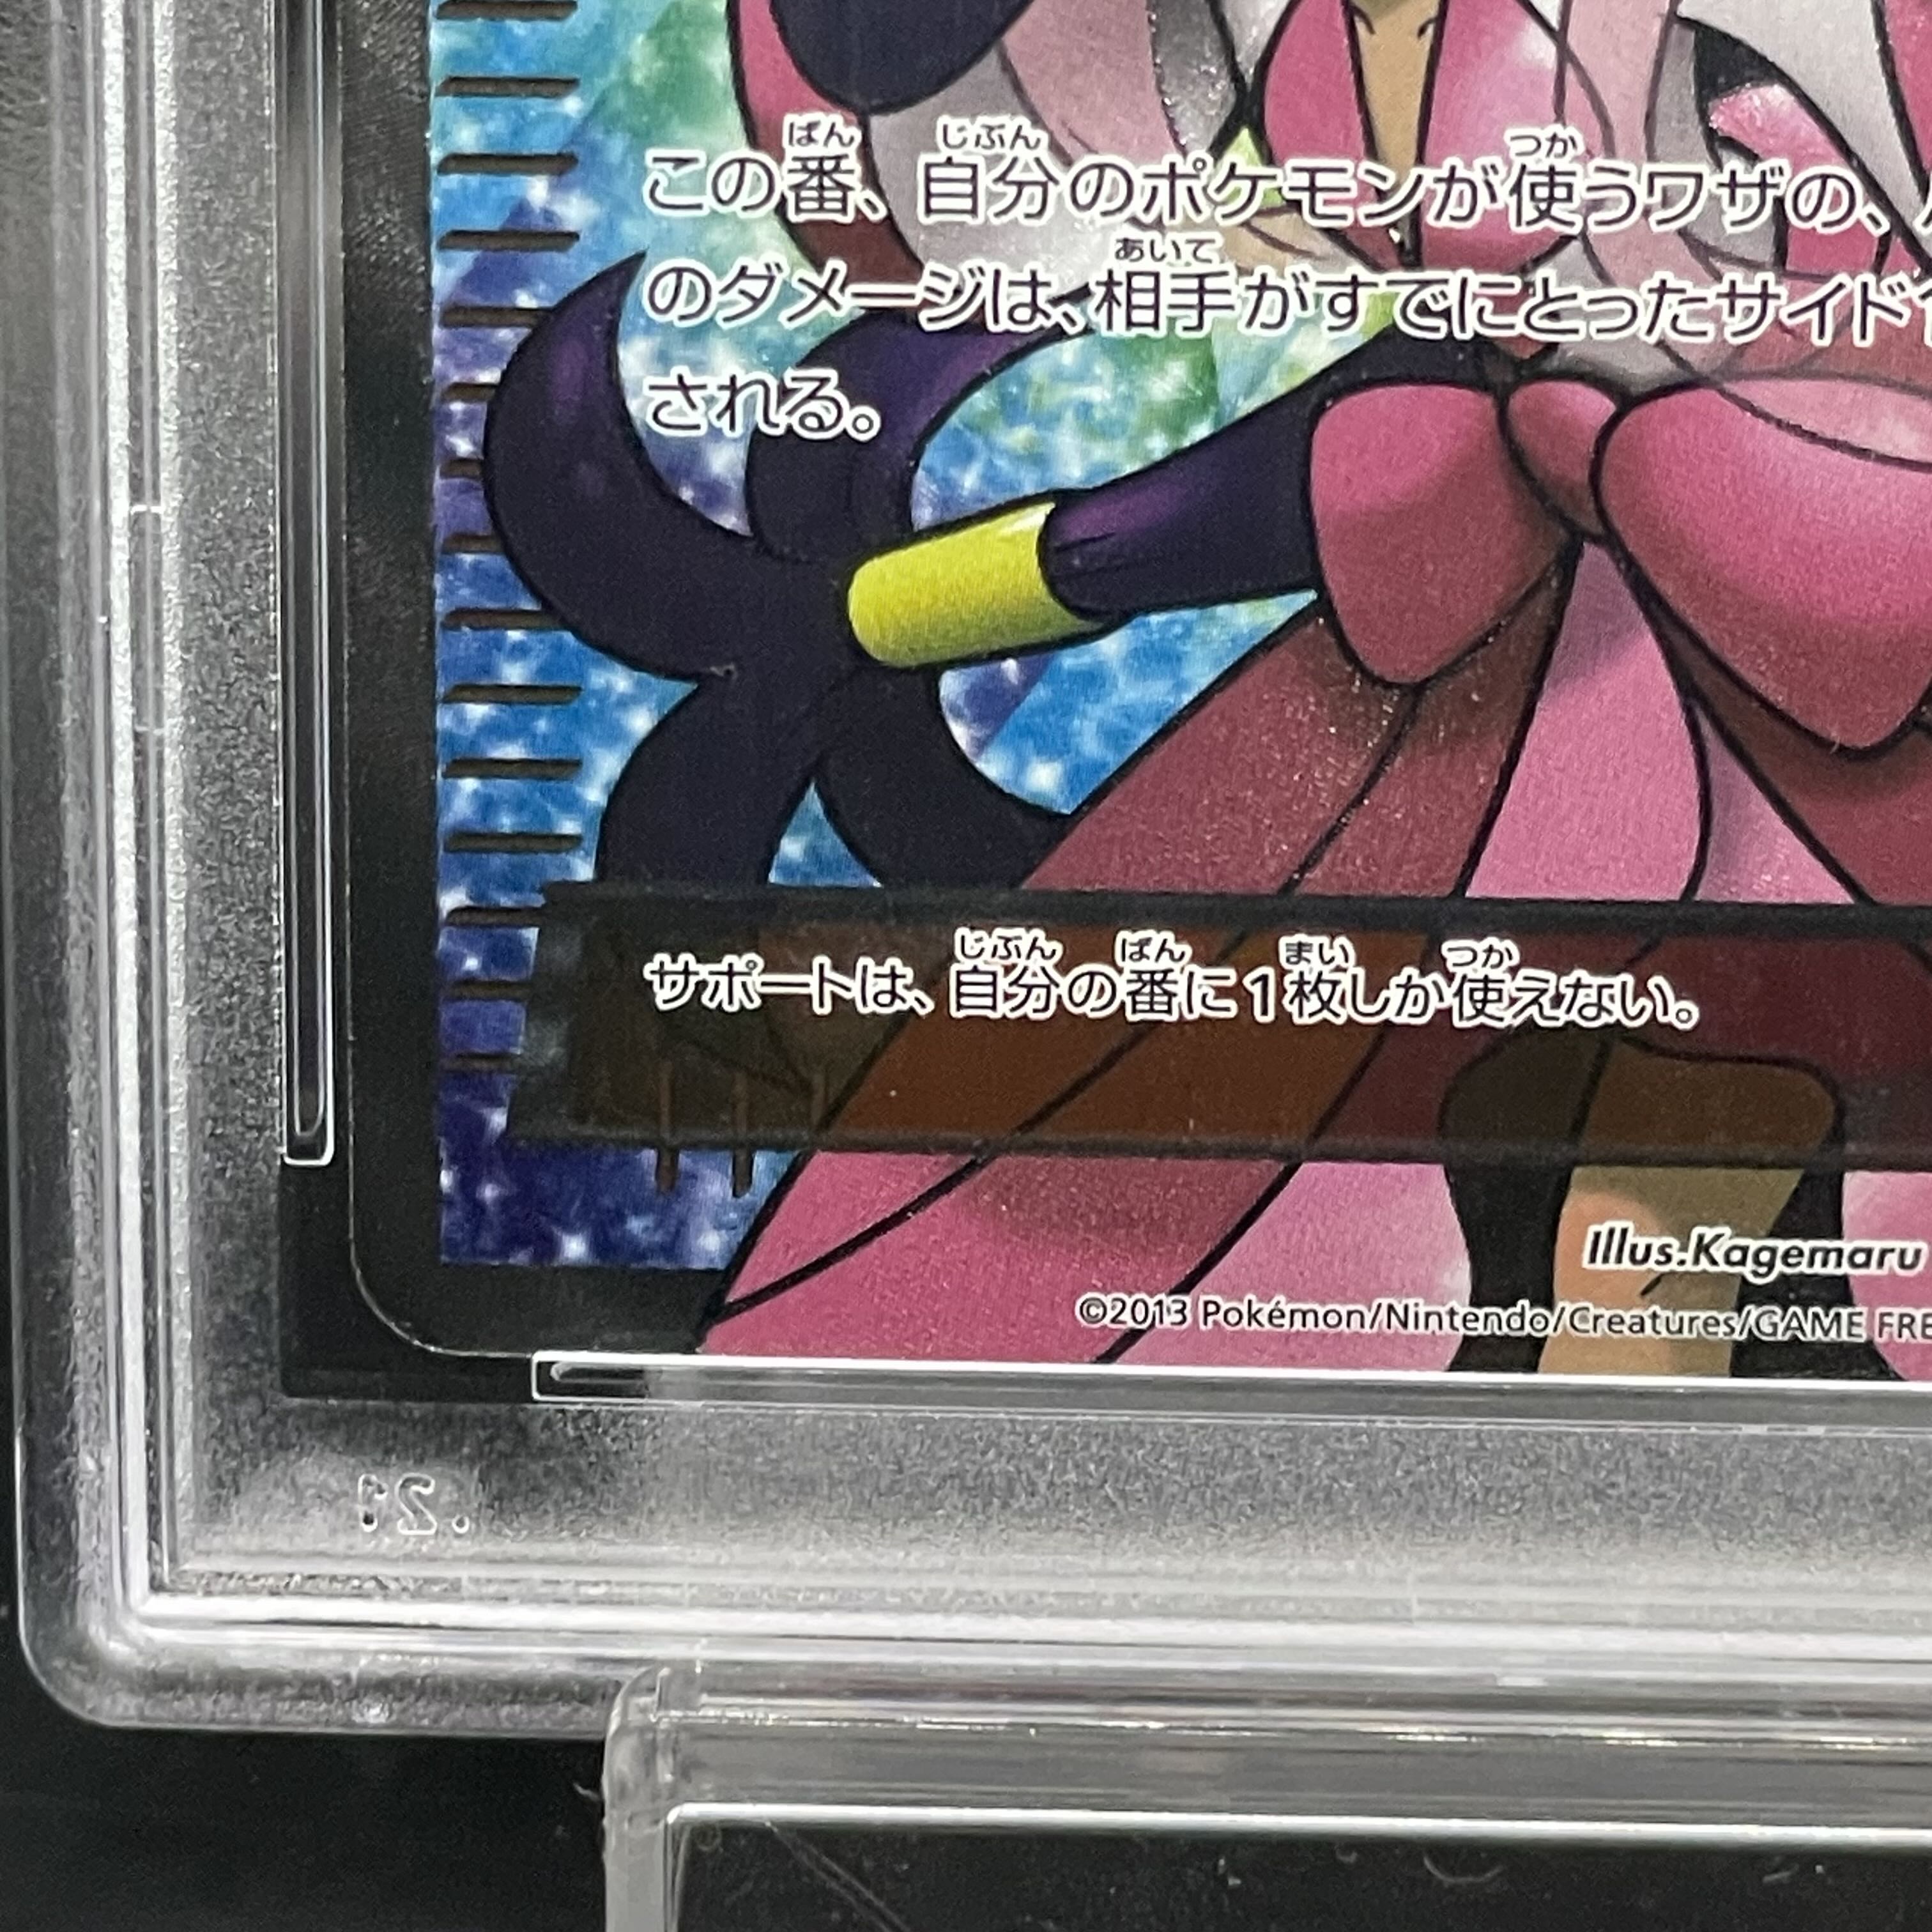 この番、自分のポケモンが使うワザの、
のダメージは、相手がすでにとったサイド
される。
サポートは、自分の番に1枚しか使えない。
Illus.Kagemaru
©2013 Pokémon/Nintendo/Creatures/GAME FRE